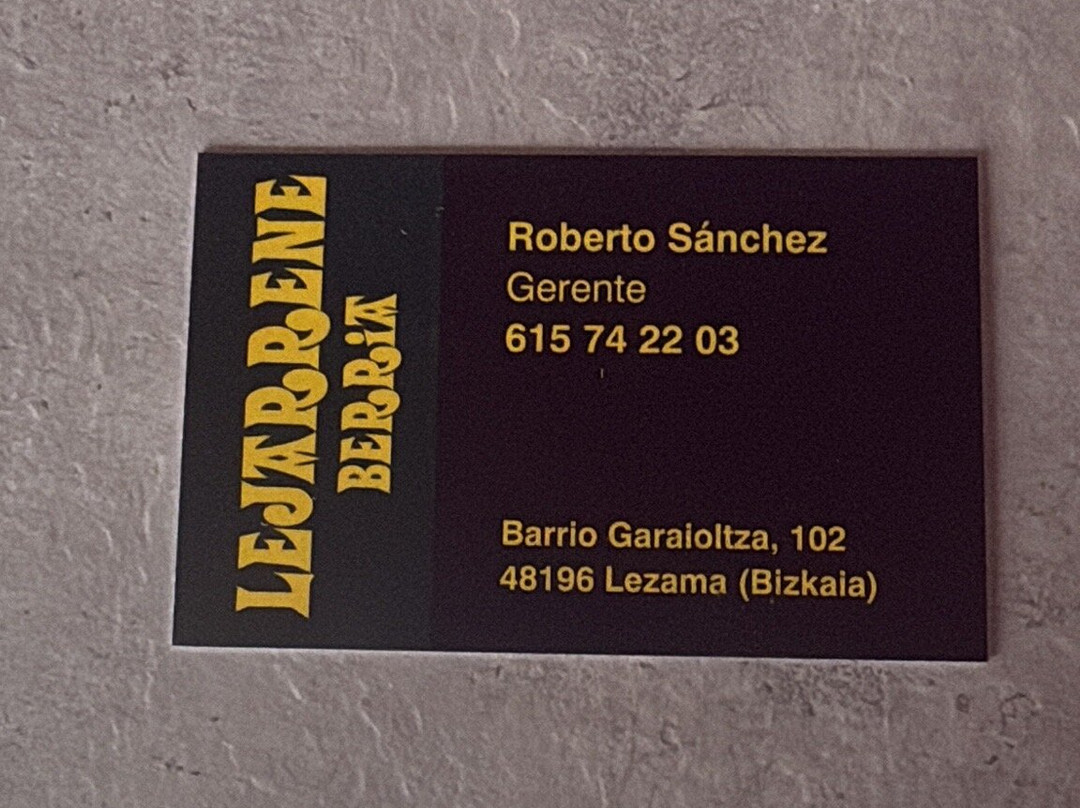 LEJARRENE
BERRiA
Roberto Sánchez
Gerente
615 74 22 03
Barrio Garaioltza, 102
48196 Lezama (Bizkaia)